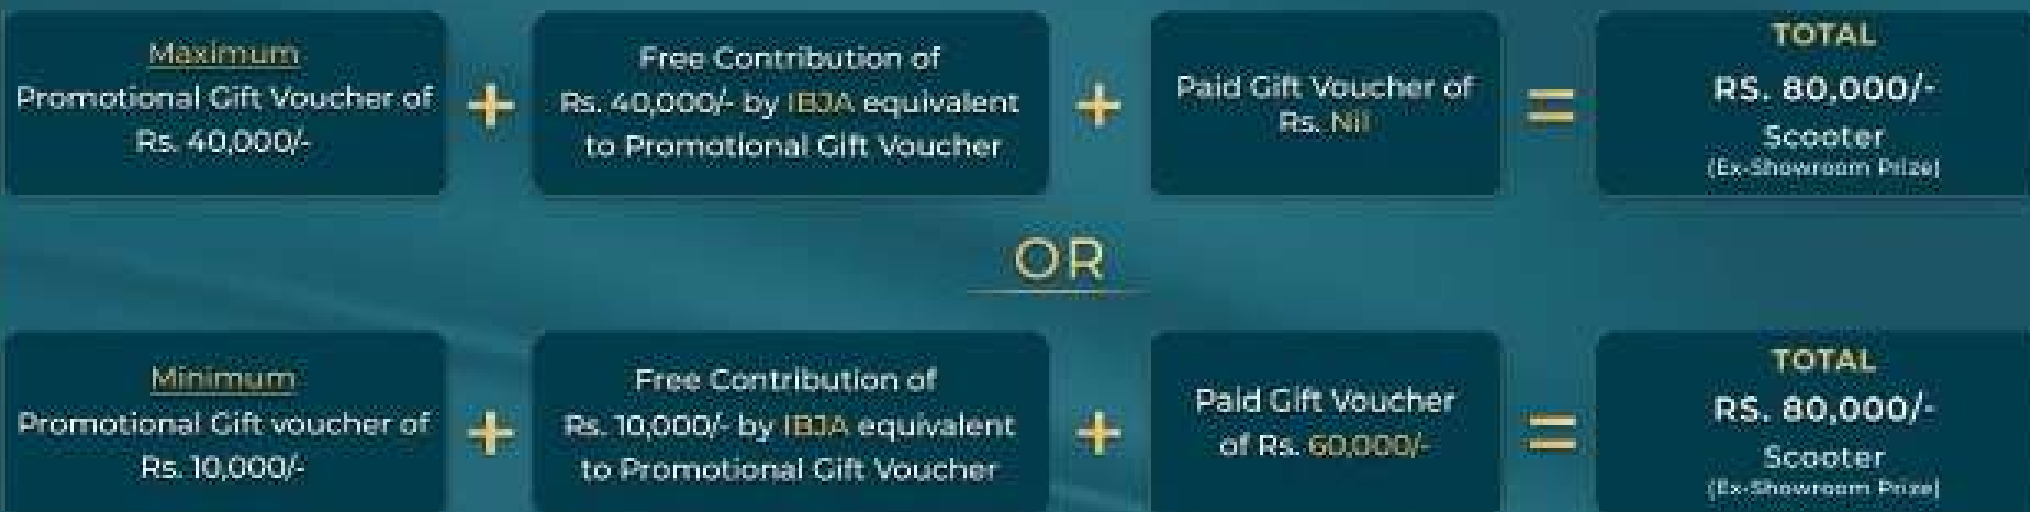 Maximum
Promotional Gift Voucher of
Rs. 40,000/-
+
Free Contribution of
Rs. 40,000/- by IBJA equivalent
to Promotional Gift Voucher
+
Paid Gift Voucher of
Rs. Nil
=
TOTAL
RS. 80,000/-
Scooter
(Ex-Showroom Prize)
OR
Minimum
Promotional Gift voucher of
Rs. 10,000/-
+
Free Contribution of
Rs. 10,000/- by IBJA equivalent
to Promotional Gift Voucher
+
Paid Gift Voucher
of Rs. 60,000/-
=
TOTAL
RS. 80,000/-
Scooter
(Ex-Showroom Prize)